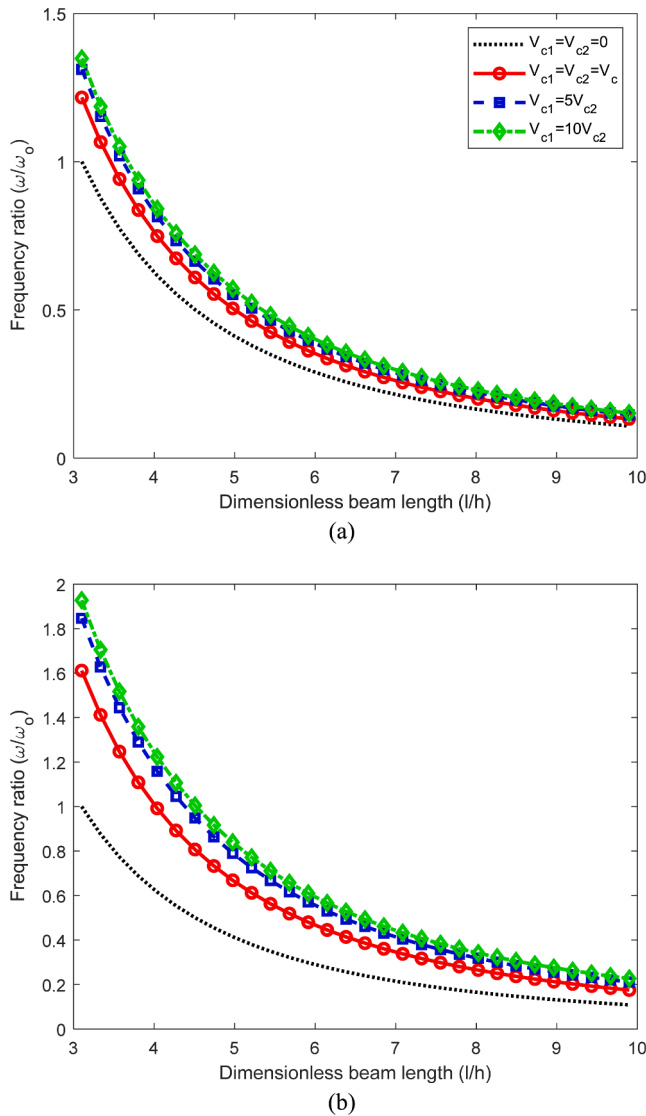 1.5
1
0.5
0
Frequency ratio (ω/ω₀)
V_c1=V_c2=0
V_c1=V_c2=V_c
V_c1=5V_c2
V_c1=10V_c2
3 4 5 6 7 8 9 10
Dimensionless beam length (l/h)
(a)
2
1.8
1.6
1.4
1.2
1
0.8
0.6
0.4
0.2
0
Frequency ratio (ω/ω₀)
3 4 5 6 7 8 9 10
Dimensionless beam length (l/h)
(b)